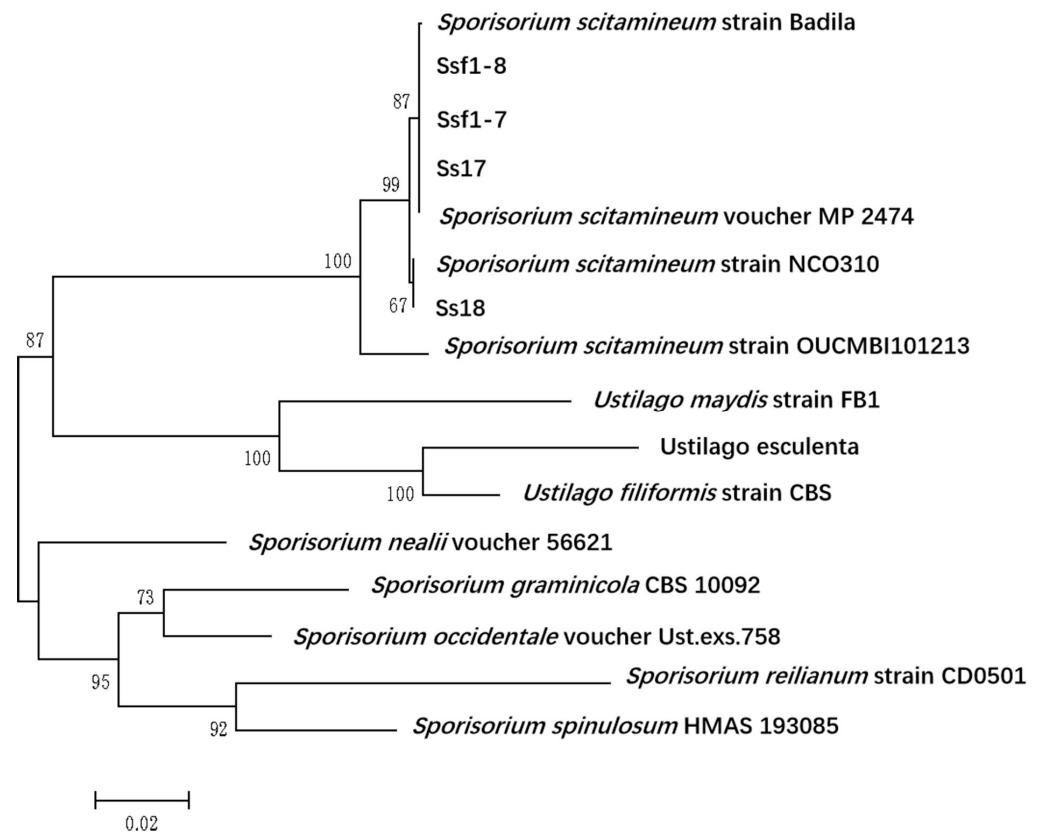 Sporisorium scitamineum strain Badila
Ssf1-8
87
Ssf1-7
Ss17
99
Sporisorium scitamineum voucher MP 2474
100
Sporisorium scitamineum strain NCO310
67
Ss18
87
Sporisorium scitamineum strain OUCMBI101213
Ustilago maydis strain FB1
Ustilago esculenta
100
100
Ustilago filiformis strain CBS
Sporisorium nealii voucher 56621
Sporisorium graminicola CBS 10092
73
Sporisorium occidentale voucher Ust.exs.758
Sporisorium reilianum strain CD0501
95
Sporisorium spinulosum HMAS 193085
92
0.02